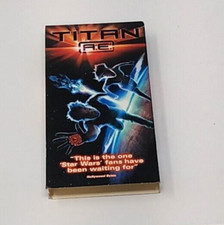 TITAN
A.E.
"This is the one
'Star Wars' fans have
been waiting for"